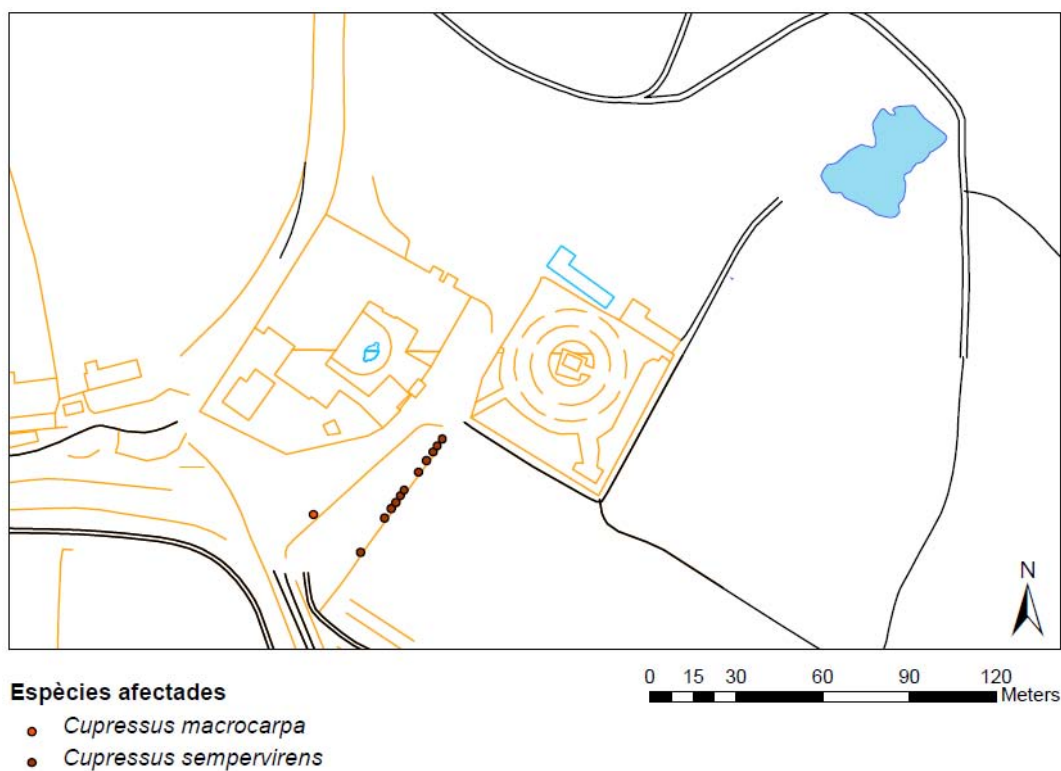 N
0 15 30 60 90 120
Meters
Espècies afectades
Cupressus macrocarpa
Cupressus sempervirens